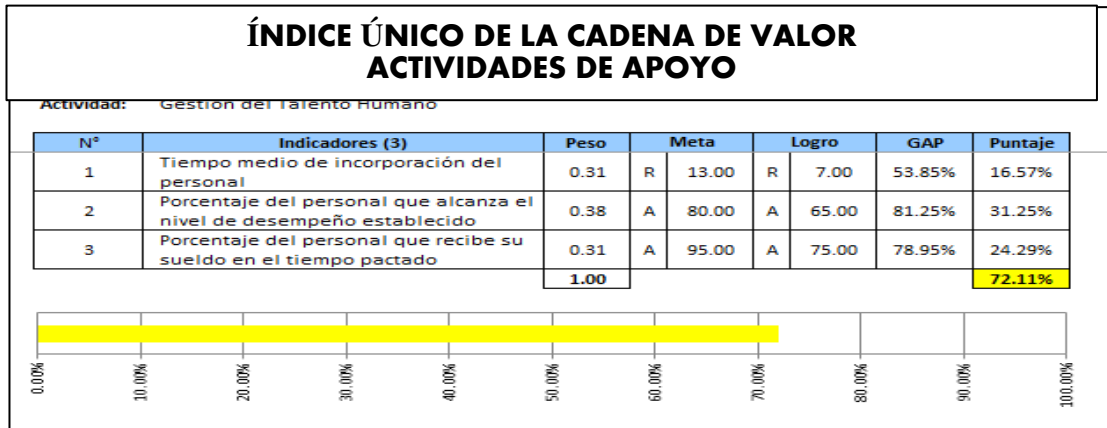 ÍNDICE ÚNICO DE LA CADENA DE VALOR
ACTIVIDADES DE APOYO
Actividad: Gestión del Talento Humano
N° Indicadores (3) Peso Meta Logro GAP Puntaje
1 Tiempo medio de incorporación del personal 0.31 R 13.00 R 7.00 53.85% 16.57%
2 Porcentaje del personal que alcanza el nivel de desempeño establecido 0.38 A 80.00 A 65.00 81.25% 31.25%
3 Porcentaje del personal que recibe su sueldo en el tiempo pactado 0.31 A 95.00 A 75.00 78.95% 24.29%
1.00 72.11%
0.00% 10.00% 20.00% 30.00% 40.00% 50.00% 60.00% 70.00% 80.00% 90.00% 100.00%